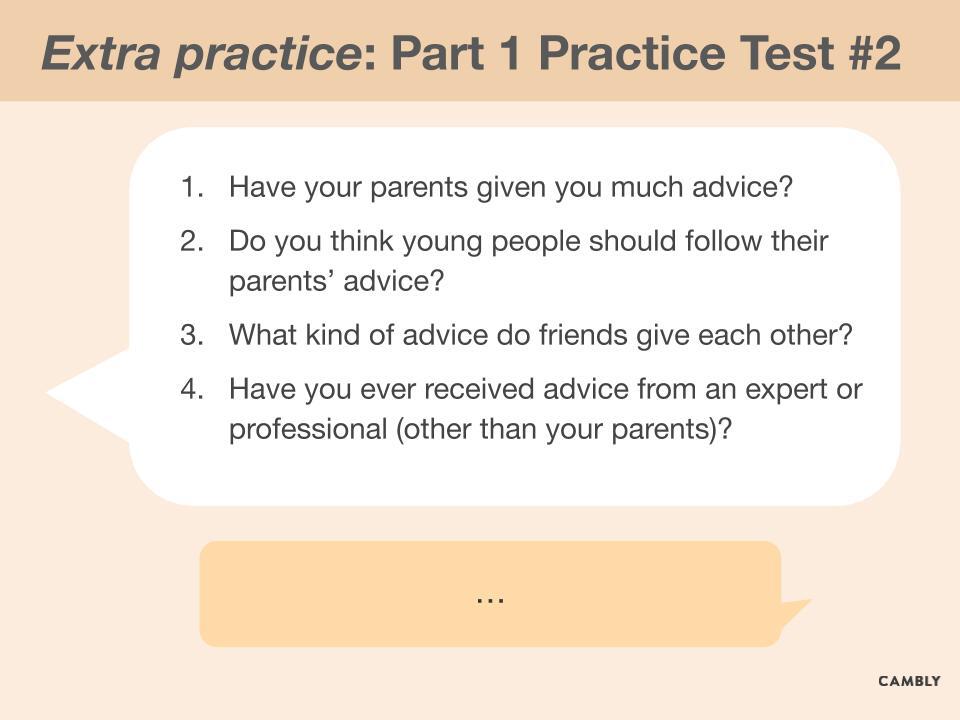 Extra practice: Part 1 Practice Test #2
1. Have your parents given you much advice?
2. Do you think young people should follow their
parents’ advice?
3. What kind of advice do friends give each other?
4. Have you ever received advice from an expert or
professional (other than your parents)?
...
CAMBLY